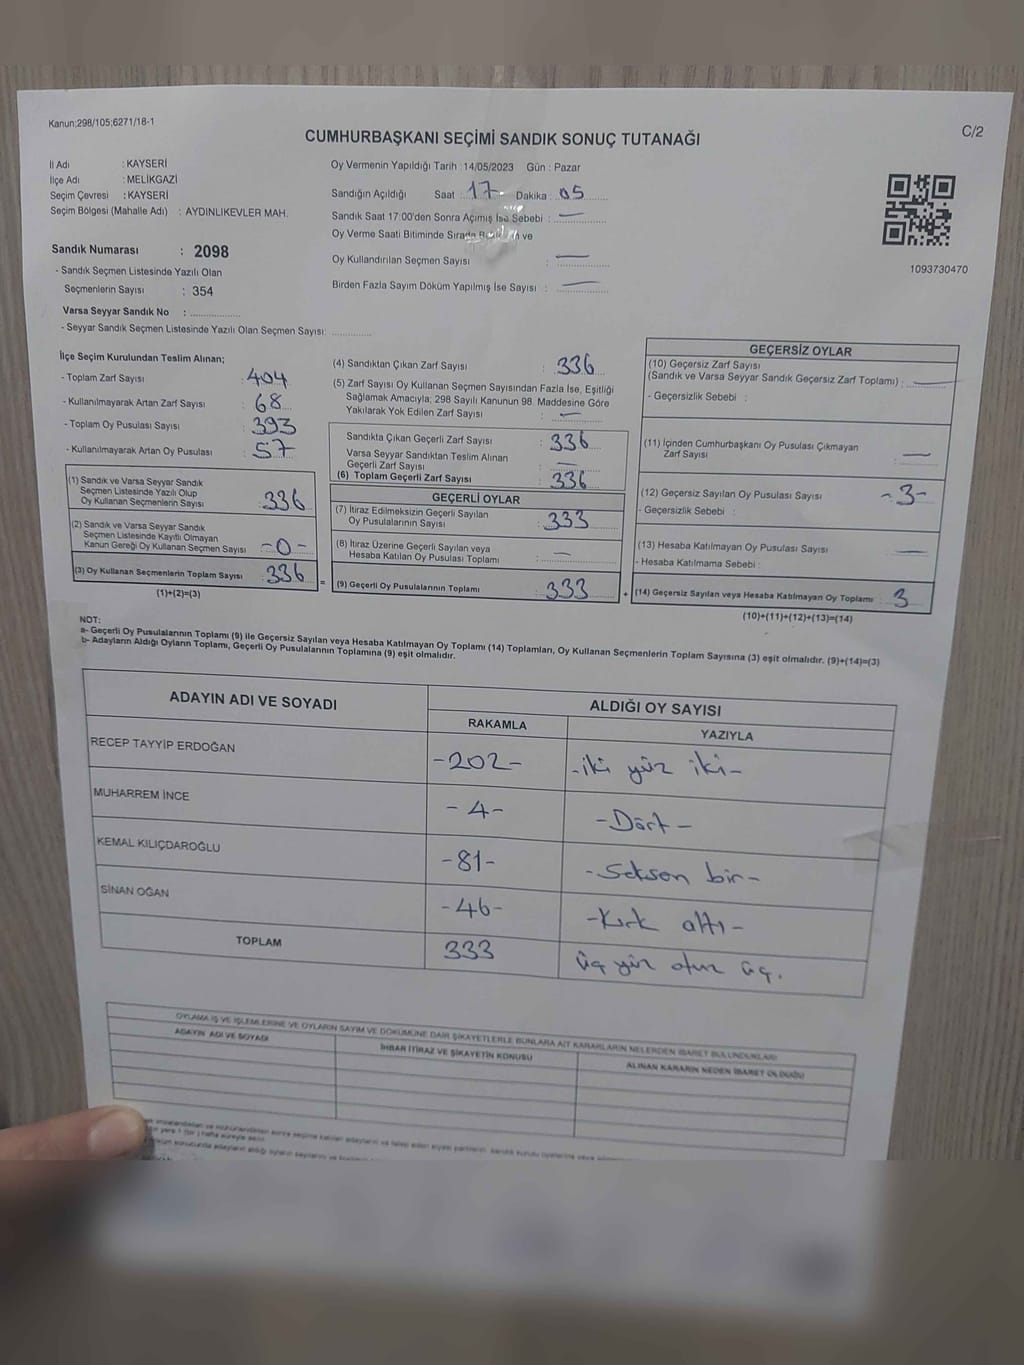 Kanun:298/105;6271/18-1
C/2
CUMHURBAŞKANI SEÇİMİ SANDIK SONUÇ TUTANAĞI
İl Adı : KAYSERİ
İlçe Adı : MELİKGAZİ
Seçim Çevresi : KAYSERİ
Seçim Bölgesi (Mahalle Adı) : AYDINLIKEVLER MAH.
Sandık Numarası : 2098
- Sandık Seçmen Listesinde Yazılı Olan
Seçmenlerin Sayısı : 354
Varsa Seyyar Sandık No : ..............
- Seyyar Sandık Seçmen Listesinde Yazılı Olan Seçmen Sayısı: ............
Oy Vermenin Yapıldığı Tarih :14/05/2023 Gün : Pazar
Sandığın Açıldığı Saat : 17 Dakika : 05
Sandık Saat 17:00'den Sonra Açımış İse Sebebi : —
Oy Verme Saati Bitiminde Sırada ve
Oy Kullandırılan Seçmen Sayısı : —
Birden Fazla Sayım Döküm Yapılmış İse Sayısı : —
1093730470
İlçe Seçim Kurulundan Teslim Alınan;
- Toplam Zarf Sayısı : 404
- Kullanılmayarak Artan Zarf Sayısı : 68
- Toplam Oy Pusulası Sayısı : 393
- Kullanılmayarak Artan Oy Pusulası : 57
(1) Sandık ve Varsa Seyyar Sandık
Seçmen Listesinde Yazılı Olup
Oy Kullanan Seçmenlerin Sayısı : 336
(2) Sandık ve Varsa Seyyar Sandık
Seçmen Listesinde Kayıtlı Olmayan
Kanun Gereği Oy Kullanan Seçmen Sayısı -0-
(3) Oy Kullanan Seçmenlerin Toplam Sayısı : 336 =
(1)+(2)=(3)
(4) Sandıktan Çıkan Zarf Sayısı : 336
(5) Zarf Sayısı Oy Kullanan Seçmen Sayısından Fazla İse, Eşitliği
Sağlamak Amacıyla; 298 Sayılı Kanunun 98. Maddesine Göre
Yakılarak Yok Edilen Zarf Sayısı : —
Sandıkta Çıkan Geçerli Zarf Sayısı : 336
Varsa Seyyar Sandıktan Teslim Alınan
Geçerli Zarf Sayısı : —
(6) Toplam Geçerli Zarf Sayısı : 336
GEÇERLİ OYLAR
(7) İtiraz Edilmeksizin Geçerli Sayılan
Oy Pusulalarının Sayısı : 333
(8) İtiraz Üzerine Geçerli Sayılan veya
Hesaba Katılan Oy Pusulası Toplamı : —
(9) Geçerli Oy Pusulalarının Toplamı : 333 +
GEÇERSİZ OYLAR
(10) Geçersiz Zarf Sayısı
(Sandık ve Varsa Seyyar Sandık Geçersiz Zarf Toplamı) : —
- Geçersizlik Sebebi :
(11) İçinden Cumhurbaşkanı Oy Pusulası Çıkmayan
Zarf Sayısı : —
(12) Geçersiz Sayılan Oy Pusulası Sayısı -3-
- Geçersizlik Sebebi :
(13) Hesaba Katılmayan Oy Pusulası Sayısı : —
- Hesaba Katılmama Sebebi :
(14) Geçersiz Sayılan veya Hesaba Katılmayan Oy Toplamı : 3
(10)+(11)+(12)+(13)=(14)
NOT:
a- Geçerli Oy Pusulalarının Toplamı (9) ile Geçersiz Sayılan veya Hesaba Katılmayan Oy Toplamı (14) Toplamları, Oy Kullanan Seçmenlerin Toplam Sayısına (3) eşit olmalıdır. (9)+(14)=(3)
b- Adayların Aldığı Oyların Toplamı, Geçerli Oy Pusulalarının Toplamına (9) eşit olmalıdır.
ADAYIN ADI VE SOYADI ALDIĞI OY SAYISI
RAKAMLA YAZIYLA
RECEP TAYYİP ERDOĞAN -202- -iki yüz iki-
MUHARREM İNCE -4- -Dört-
KEMAL KILIÇDAROĞLU -81- -Seksen bir-
SİNAN OĞAN -46- -Kırk altı-
TOPLAM 333 üç yüz otuz üç.
OYLAMA İŞ VE İŞLEMLERİNE VE OYLARIN SAYIM VE DÖKÜMÜNE DAİR ŞİKAYETLERLE BUNLARA AİT KARARLARIN NELERDEN İBARET BULUNDUKLARI
ADAYIN ADI VE SOYADI İHBAR İTİRAZ VE ŞİKAYETİN KONUSU ALINAN KARARIN NEDEN İBARET OLDUĞU